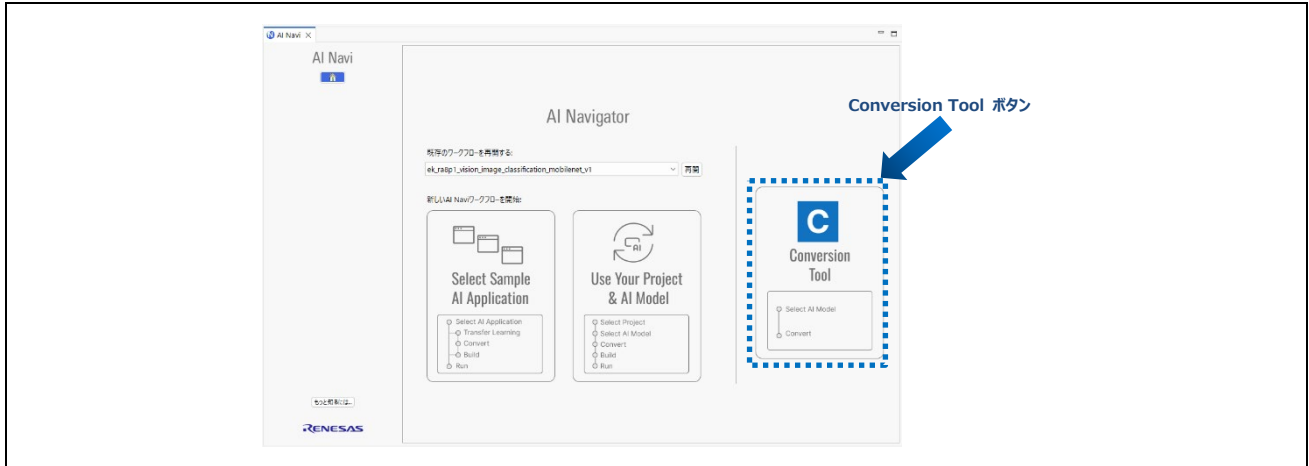 AI Navi
AI Navi
AI Navigator
Conversion Tool ボタン
既存のワークフローを再開する:
ek_ra8p1_vision_image_classification_mobilenet_v1
再開
新しいAI Naviワークフローを開始:
Select Sample
AI Application
Select AI Application
Transfer Learning
Convert
Build
Run
AI
Use Your Project
& AI Model
Select Project
Select AI Model
Convert
Build
Run
C
Conversion
Tool
Select AI Model
Convert
もっと知るには...
RENESAS